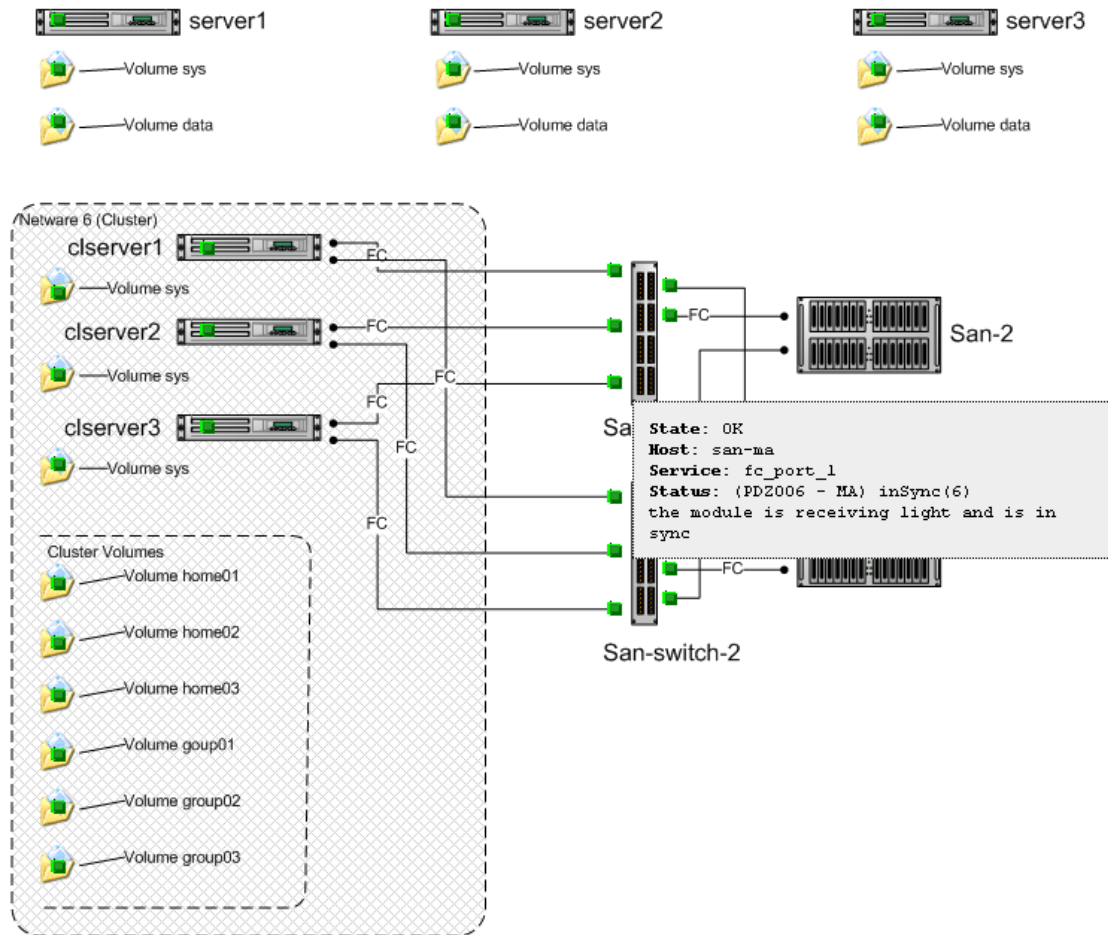 server1
server2
server3
Volume sys
Volume sys
Volume sys
Volume data
Volume data
Volume data
Netware 6 (Cluster)
clserver1
FC
Volume sys
clserver2
FC
FC
San-2
Volume sys
FC
FC
clserver3
Sa
FC
Volume sys
FC
State: OK
Host: san-ma
Service: fc_port_1
Status: (PDZ006 - MA) inSync(6)
the module is receiving light and is in
sync
Cluster Volumes
FC
Volume home01
Volume home02
San-switch-2
Volume home03
Volume goup01
Volume group02
Volume group03